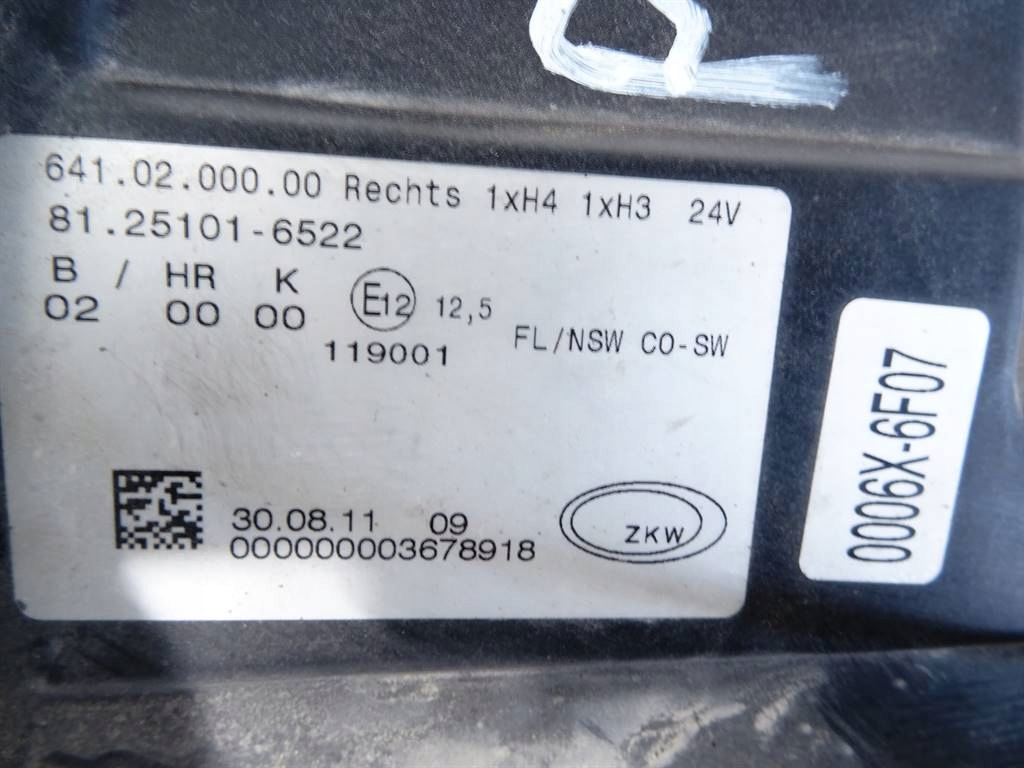 641.02.000.00 Rechts 1xH4 1xH3 24V
81.25101-6522
B / HR K
02 00 00
E12 12,5
119001
FL/NSW CO-SW
30.08.11 09
000000003678918
ZKW
0006X-6F07